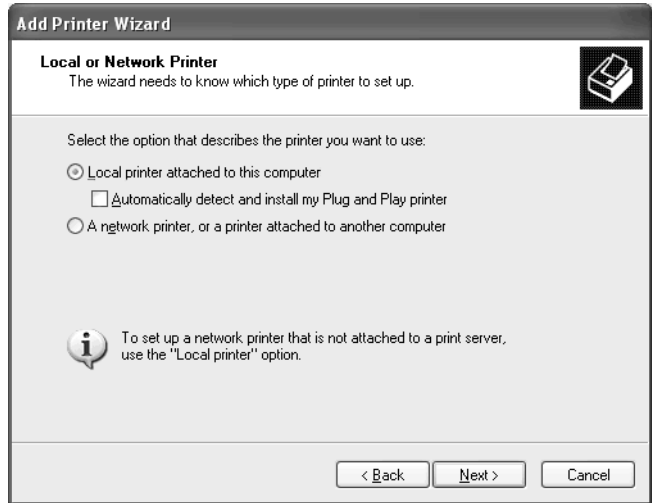 Add Printer Wizard
Local or Network Printer
The wizard needs to know which type of printer to set up.
Select the option that describes the printer you want to use:
Local printer attached to this computer
Automatically detect and install my Plug and Play printer
A network printer, or a printer attached to another computer
i
To set up a network printer that is not attached to a print server,
use the "Local printer" option.
< Back
Next >
Cancel